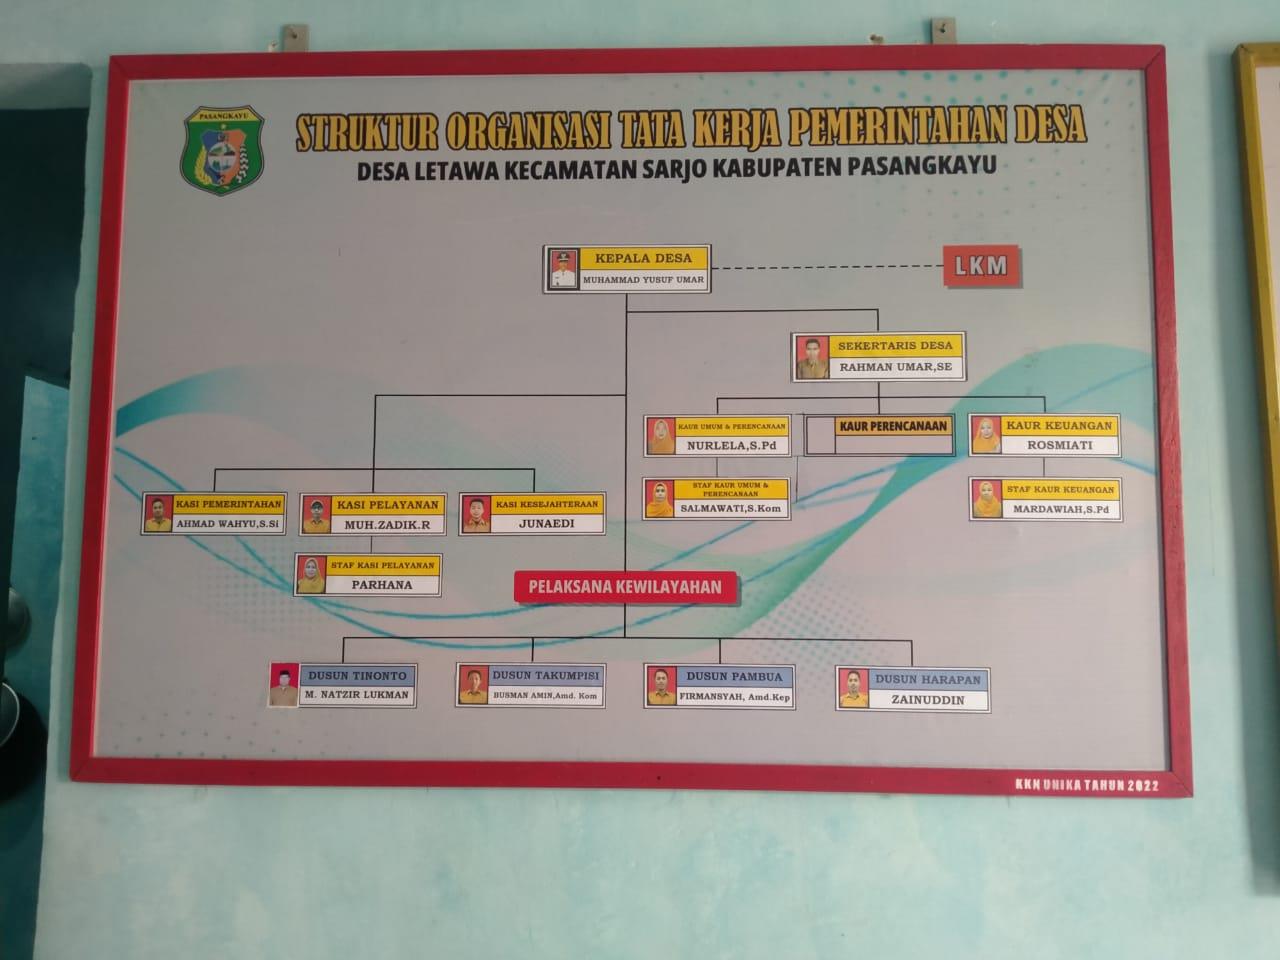 PASANGKAYU
STRUKTUR ORGANISASI TATA KERJA PEMERINTAHAN DESA
DESA LETAWA KECAMATAN SARJO KABUPATEN PASANGKAYU
KEPALA DESA
MUHAMMAD YUSUF UMAR
LKM
SEKERTARIS DESA
RAHMAN UMAR,SE
KAUR UMUM & PERENCANAAN
NURLELA,S.Pd
KAUR PERENCANAAN
KAUR KEUANGAN
ROSMIATI
STAF KAUR UMUM &
PERENCANAAN
SALMAWATI,S.Kom
STAF KAUR KEUANGAN
MARDAWIAH,S.Pd
KASI PEMERINTAHAN
AHMAD WAHYU,S.Si
KASI PELAYANAN
MUH.ZADIK.R
KASI KESEJAHTERAAN
JUNAEDI
STAF KASI PELAYANAN
PARHANA
PELAKSANA KEWILAYAHAN
DUSUN TINONTO
M. NATZIR LUKMAN
DUSUN TAKUMPISI
BUSMAN AMIN,Amd. Kom
DUSUN PAMBUA
FIRMANSYAH, Amd.Kep
DUSUN HARAPAN
ZAINUDDIN
KKN UNIKA TAHUN 2022